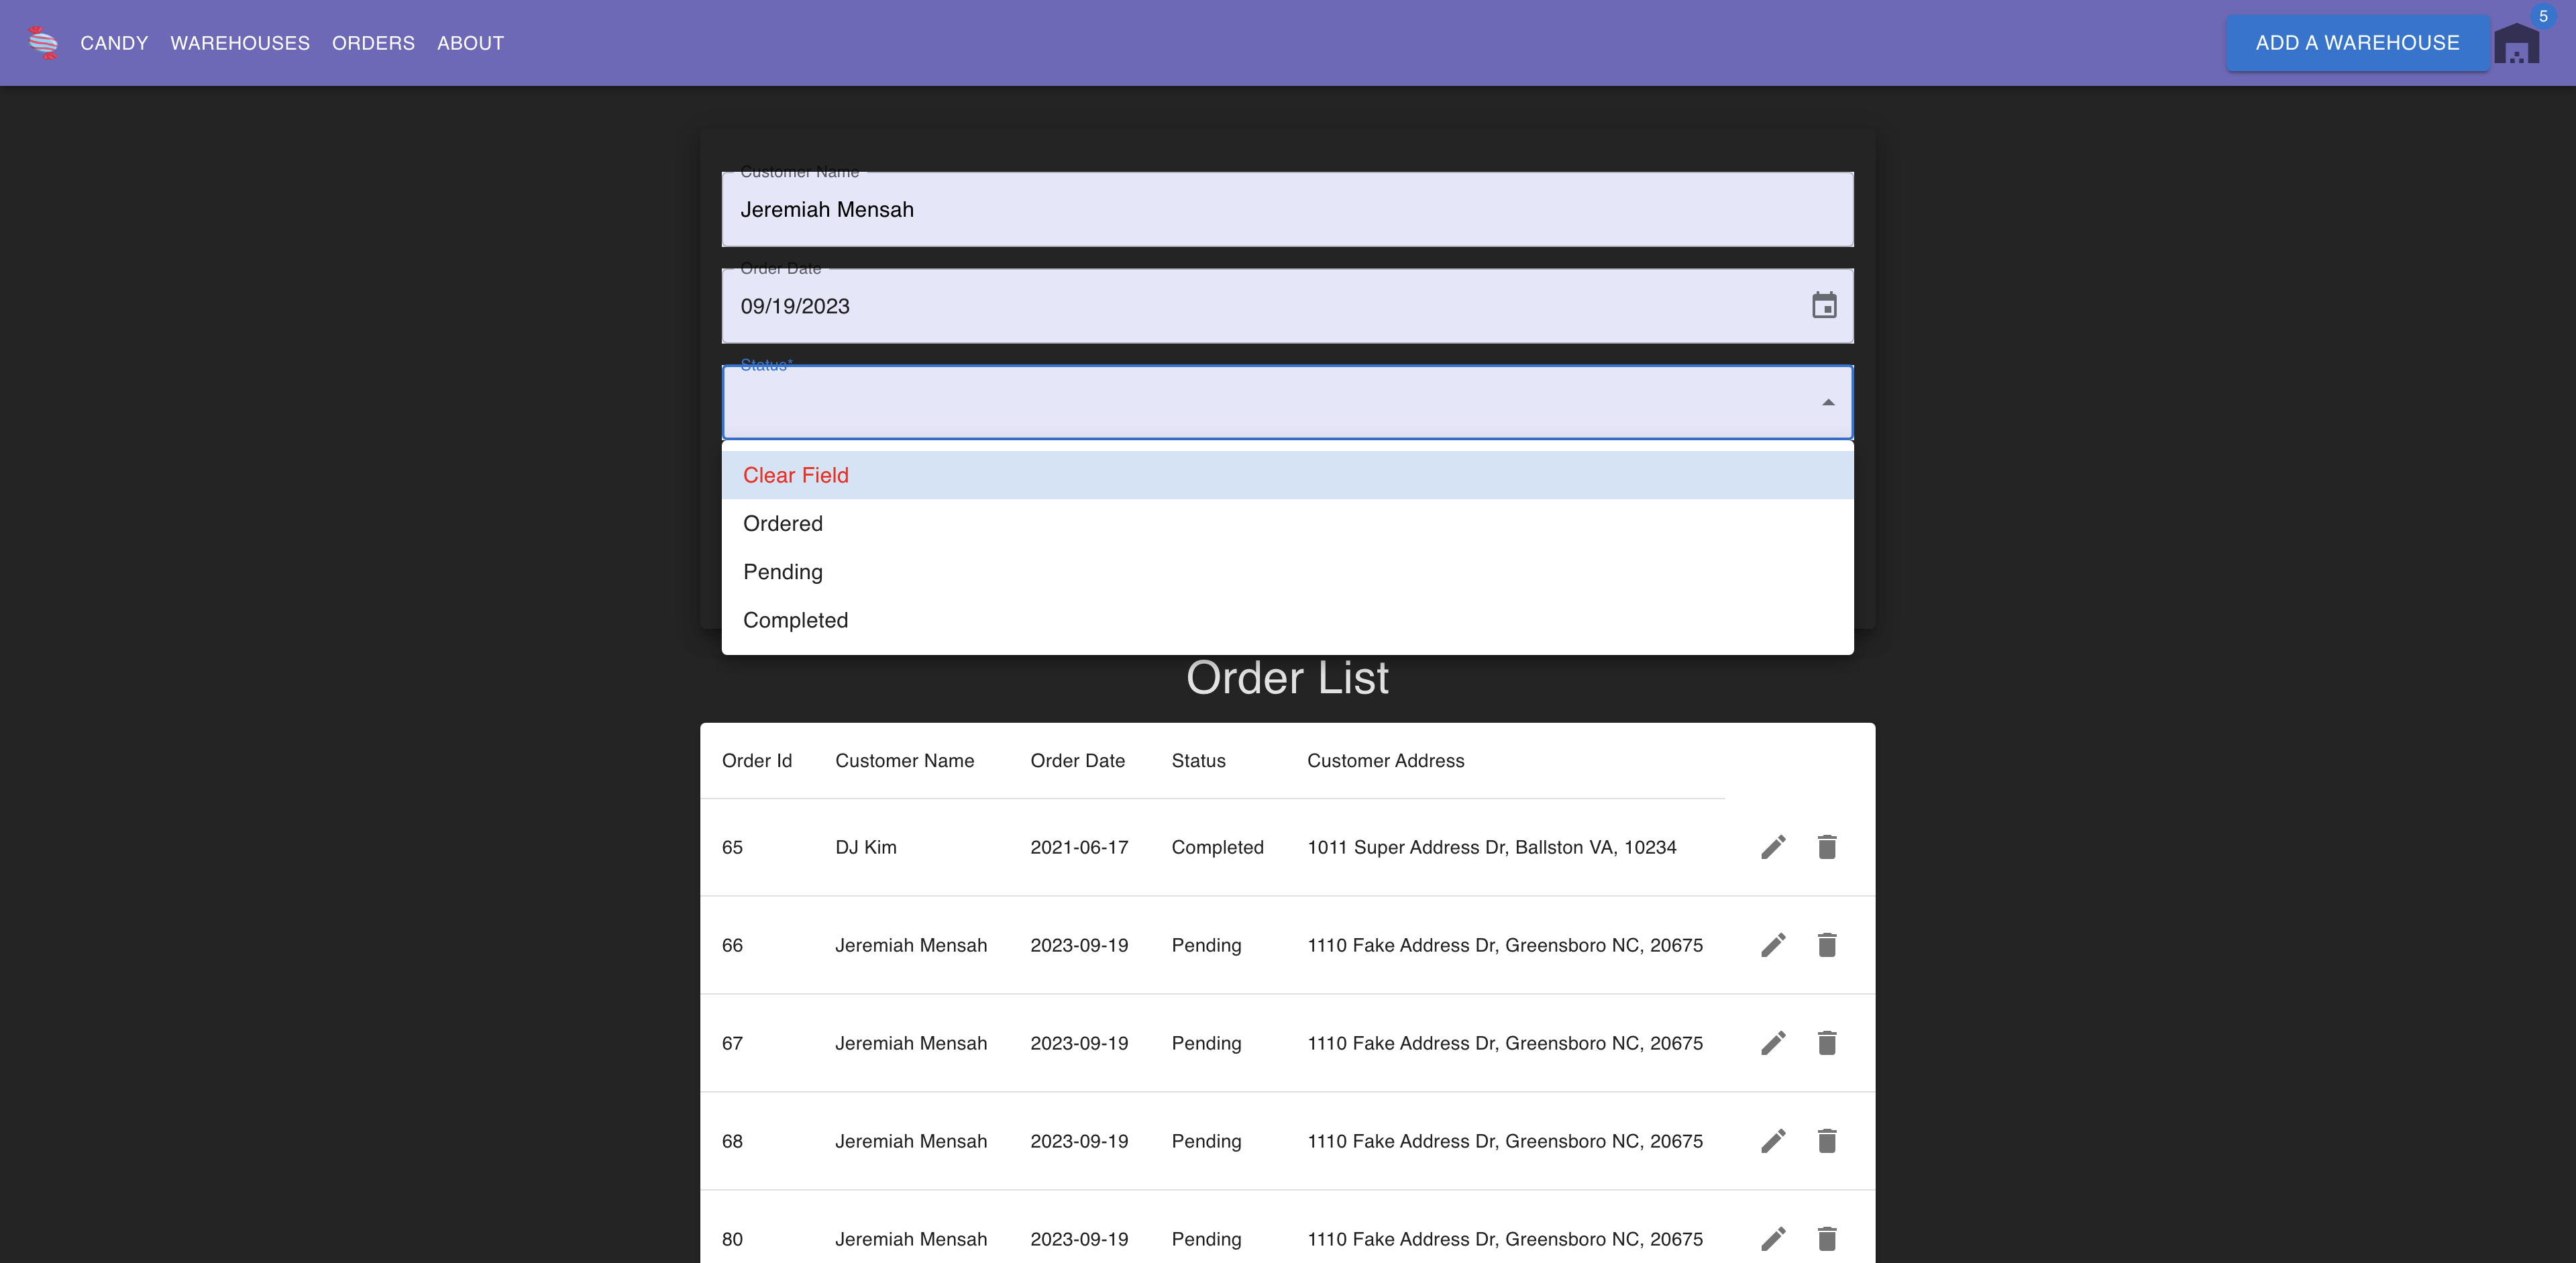 CANDY WAREHOUSES ORDERS ABOUT ADD A WAREHOUSE 5
Customer Name
Jeremiah Mensah
Order Date
09/19/2023
Status*
Clear Field
Ordered
Pending
Completed
Order List
Order Id Customer Name Order Date Status Customer Address
65 DJ Kim 2021-06-17 Completed 1011 Super Address Dr, Ballston VA, 10234
66 Jeremiah Mensah 2023-09-19 Pending 1110 Fake Address Dr, Greensboro NC, 20675
67 Jeremiah Mensah 2023-09-19 Pending 1110 Fake Address Dr, Greensboro NC, 20675
68 Jeremiah Mensah 2023-09-19 Pending 1110 Fake Address Dr, Greensboro NC, 20675
80 Jeremiah Mensah 2023-09-19 Pending 1110 Fake Address Dr, Greensboro NC, 20675